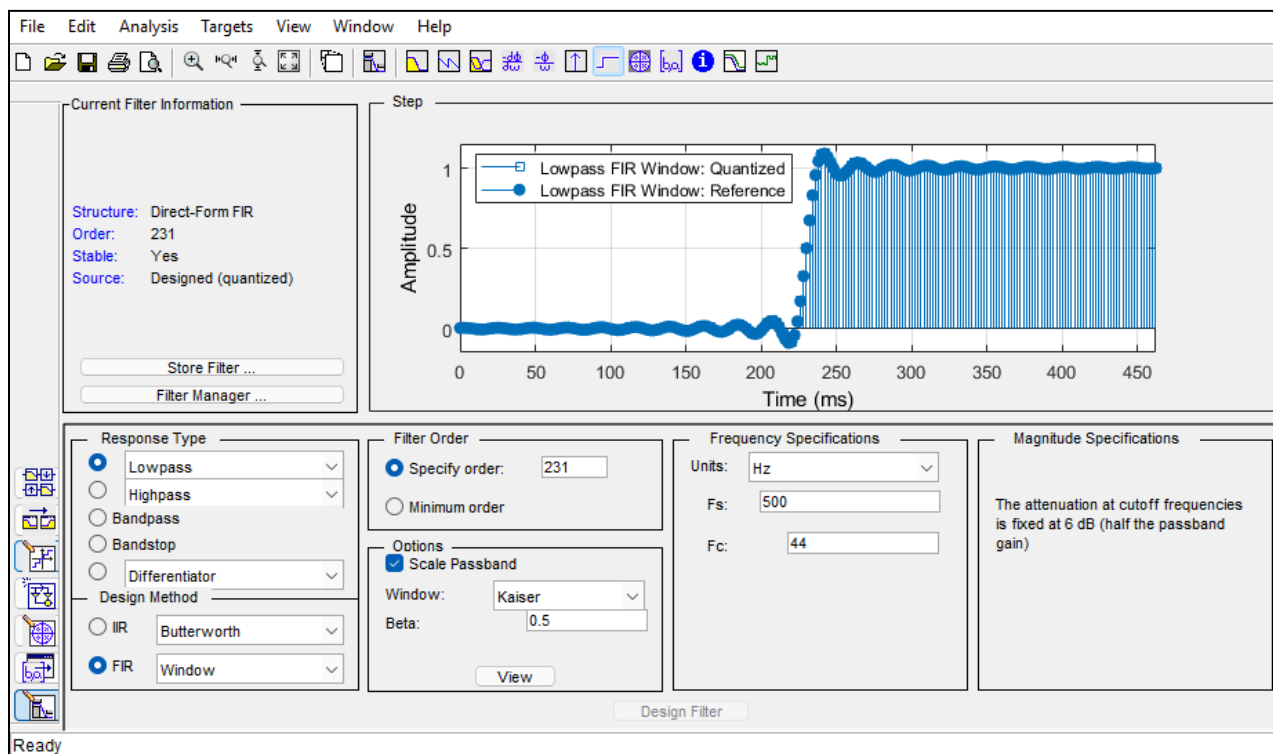 File Edit Analysis Targets View Window Help
Current Filter Information
Structure: Direct-Form FIR
Order: 231
Stable: Yes
Source: Designed (quantized)
Store Filter ...
Filter Manager ...
Step
Lowpass FIR Window: Quantized
Lowpass FIR Window: Reference
Amplitude
1
0.5
0
0 50 100 150 200 250 300 350 400 450
Time (ms)
Response Type
Lowpass
Highpass
Bandpass
Bandstop
Differentiator
Design Method
IIR Butterworth
FIR Window
Filter Order
Specify order: 231
Minimum order
Options
Scale Passband
Window: Kaiser
Beta: 0.5
View
Frequency Specifications
Units: Hz
Fs: 500
Fc: 44
Magnitude Specifications
The attenuation at cutoff frequencies
is fixed at 6 dB (half the passband
gain)
Design Filter
Ready